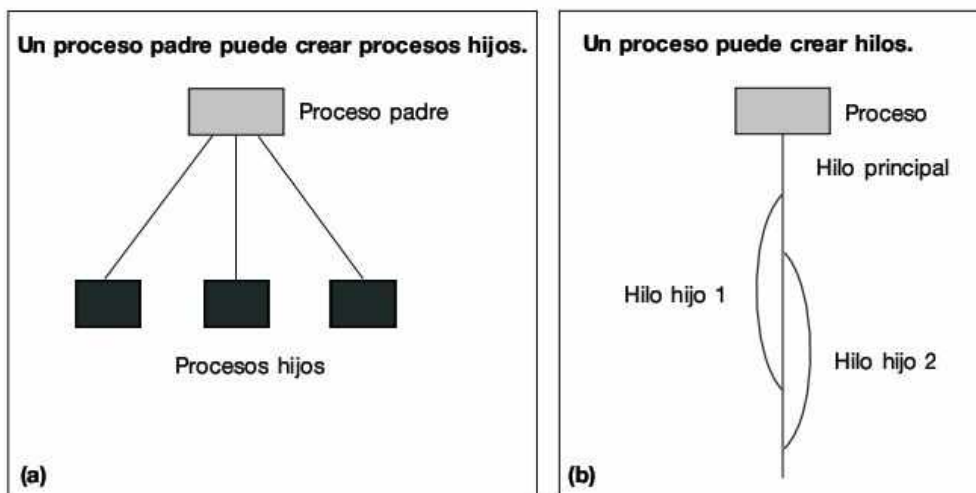 Un proceso padre puede crear procesos hijos.
Proceso padre
Procesos hijos
(a)
Un proceso puede crear hilos.
Proceso
Hilo principal
Hilo hijo 1
Hilo hijo 2
(b)